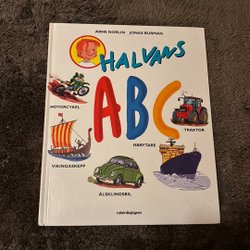 ARNE NORLIN JONAS BURMAN
HALVANS
ABC
MOTORCYKEL
TRAKTOR
ISBRYTARE
VIKINGASKEPP
ÄLSKLINGSBIL
rabén&sjögren